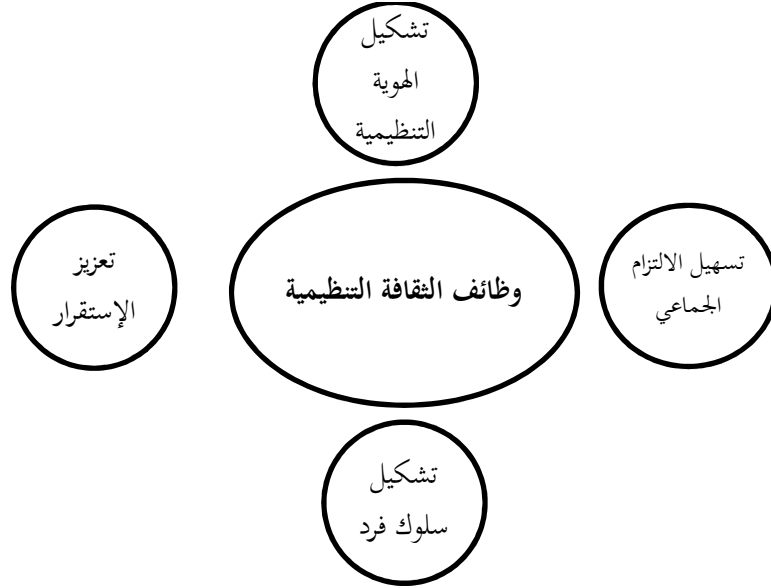 تشكيل
الهوية
التنظيمية
تسهيل الالتزام
الجماعي
وظائف الثقافة التنظيمية
تعزيز
الإستقرار
تشكيل
سلوك فرد